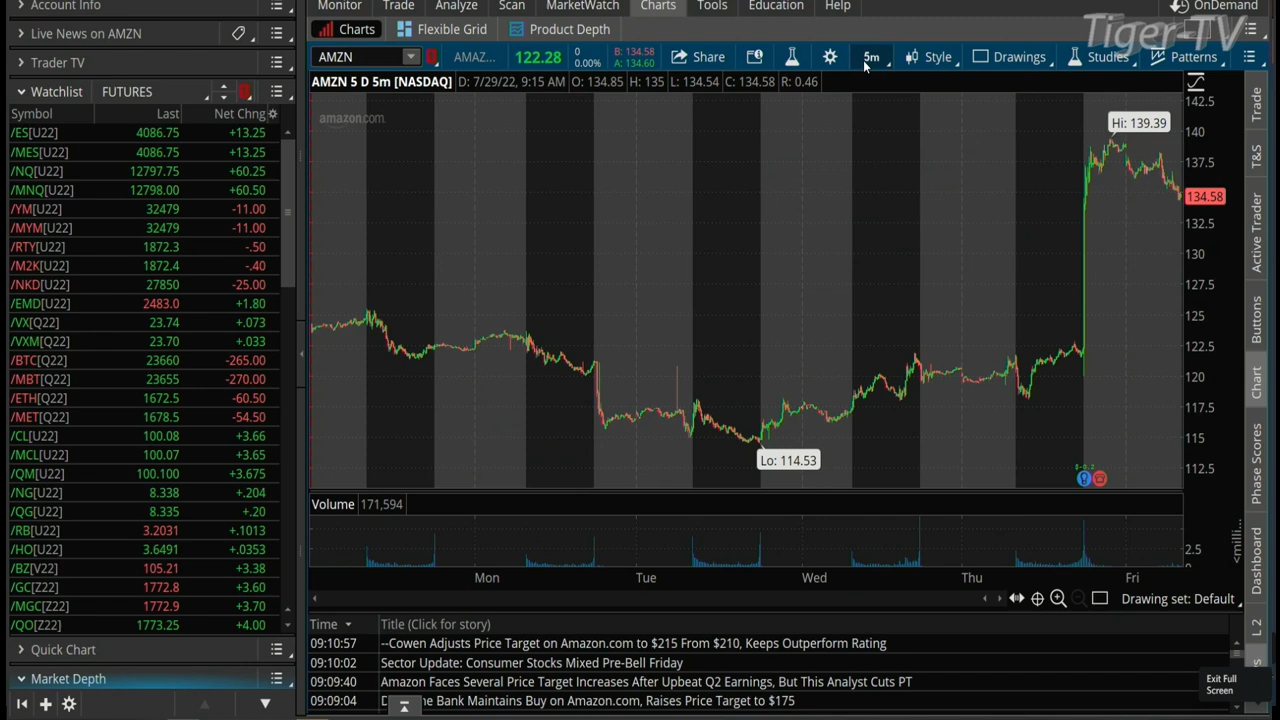 Account Info
Monitor Trade Analyze Scan MarketWatch Charts Tools Education Help
OnDemand
Tiger-TV
Live News on AMZN
Charts Flexible Grid Product Depth
Trader TV
AMZN AMAZ... 122.28 0 0.00% B: 134.58 A: 134.60 Share 5m Style Drawings Studies Patterns
Watchlist FUTURES
AMZN 5 D 5m [NASDAQ] D: 7/29/22, 9:15 AM O: 134.85 H: 135 L: 134.54 C: 134.58 R: 0.46
Symbol Last Net Chng
/ES[U22] 4086.75 +13.25
/MES[U22] 4086.75 +13.25
/NQ[U22] 12797.75 +60.25
/MNQ[U22] 12798.00 +60.50
/YM[U22] 32479 -11.00
/MYM[U22] 32479 -11.00
/RTY[U22] 1872.3 -.50
/M2K[U22] 1872.4 -.40
/NKD[U22] 27850 -25.00
/EMD[U22] 2483.0 +1.80
/VX[Q22] 23.74 +.073
/VXM[Q22] 23.70 +.033
/BTC[Q22] 23660 -265.00
/MBT[Q22] 23655 -270.00
/ETH[Q22] 1672.5 -60.50
/MET[Q22] 1678.5 -54.50
/CL[U22] 100.08 +3.66
/MCL[U22] 100.07 +3.65
/QM[U22] 100.100 +3.675
/NG[U22] 8.338 +.204
/QG[U22] 8.335 +.20
/RB[U22] 3.2031 +.1013
/HO[U22] 3.6491 +.0353
/BZ[V22] 105.21 +3.38
/GC[Z22] 1772.8 +3.60
/MGC[Z22] 1772.9 +3.70
/QO[Z22] 1773.25 +4.00
Quick Chart
Market Depth
amazon.com
Hi: 139.39
Lo: 114.53
142.5
140
137.5
134.58
132.5
130
127.5
125
122.5
120
117.5
115
112.5
Volume 171,594
2.5
0
<milli...
Mon Tue Wed Thu Fri
Drawing set: Default
Time Title (Click for story)
09:10:57 --Cowen Adjusts Price Target on Amazon.com to $215 From $210, Keeps Outperform Rating
09:10:02 Sector Update: Consumer Stocks Mixed Pre-Bell Friday
09:09:40 Amazon Faces Several Price Target Increases After Upbeat Q2 Earnings, But This Analyst Cuts PT
09:09:04 ne Bank Maintains Buy on Amazon.com, Raises Price Target to $175
Trade
T&S
Active Trader
Buttons
Chart
Phase Scores
Dashboard
L 2
Exit Full
Screen